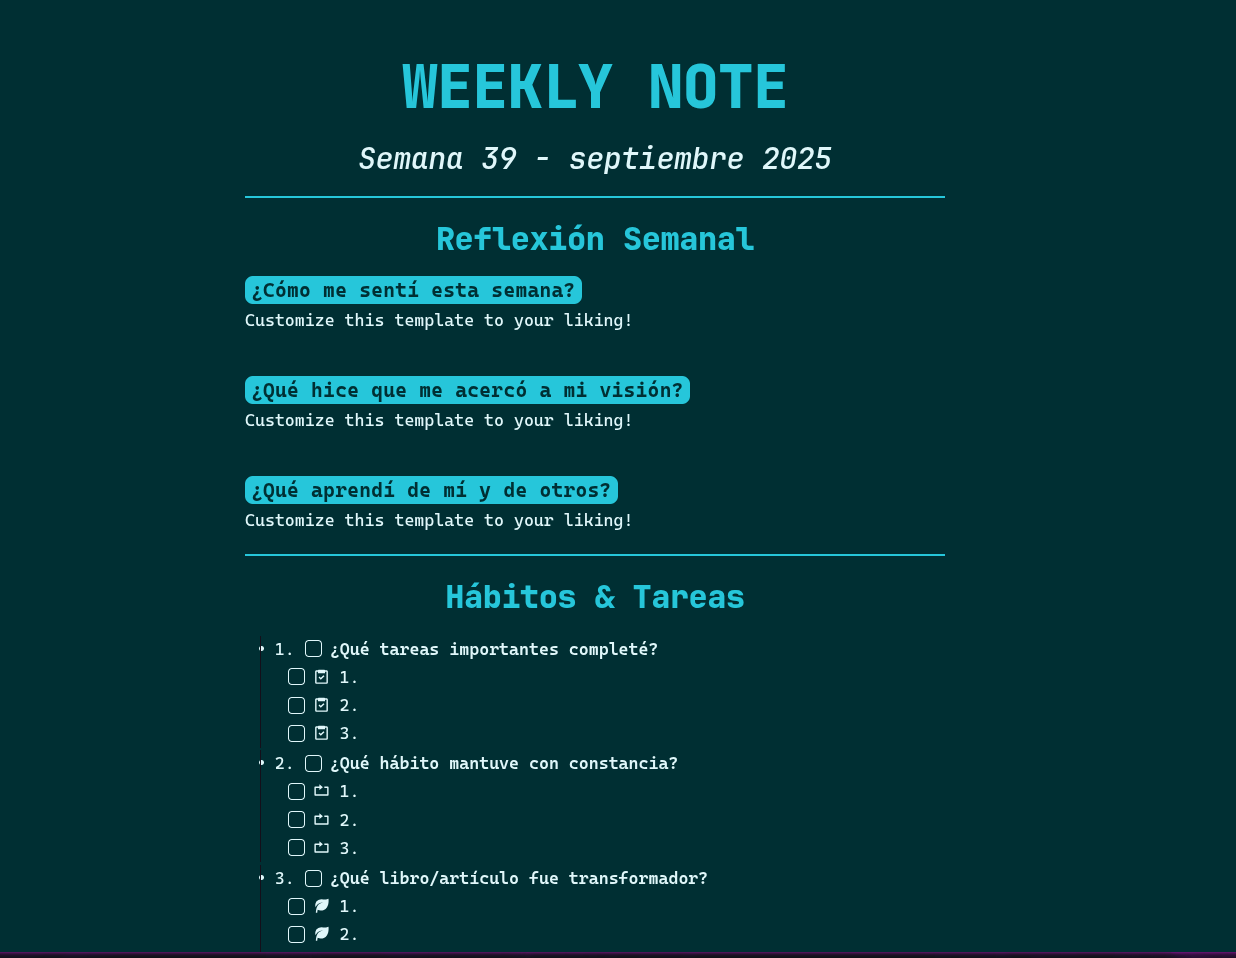 WEEKLY NOTE
Semana 39 - septiembre 2025
Reflexión Semanal
¿Cómo me sentí esta semana?
Customize this template to your liking!
¿Qué hice que me acercó a mi visión?
Customize this template to your liking!
¿Qué aprendí de mí y de otros?
Customize this template to your liking!
Hábitos & Tareas
1. ¿Qué tareas importantes completé?
1.
2.
3.
2. ¿Qué hábito mantuve con constancia?
1.
2.
3.
3. ¿Qué libro/artículo fue transformador?
1.
2.